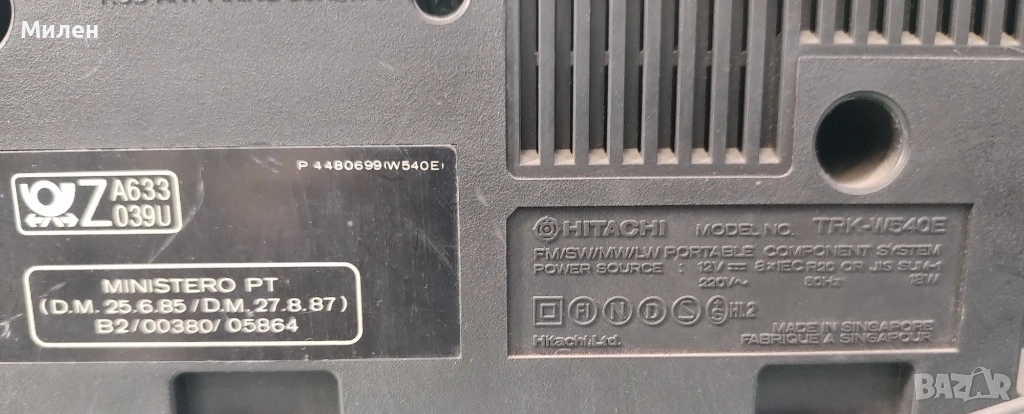 Милен
P 4480699(W540E)
Z A633
039U
MINISTERO PT
(D.M. 25.6.85/D.M. 27.8.87)
B2/00380/05864
HITACHI MODEL NO. TRK-W540E
FM/SW/MW/LW PORTABLE COMPONENT SYSTEM
POWER SOURCE : 12V 8×IEC R20 OR JIS SUM-1
220V~ 50Hz 18W
N D S
Hitachi, Ltd.
MADE IN SINGAPORE
FABRIQUE A SINGAPOUR
BAZAR